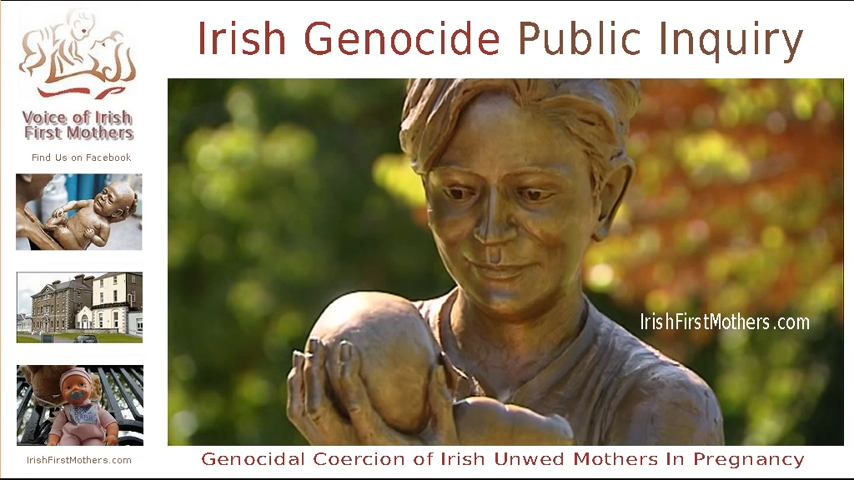 Irish Genocide Public Inquiry
Voice of Irish
First Mothers
Find Us on Facebook
IrishFirstMothers.com
IrishFirstMothers.com
Genocidal Coercion of Irish Unwed Mothers In Pregnancy